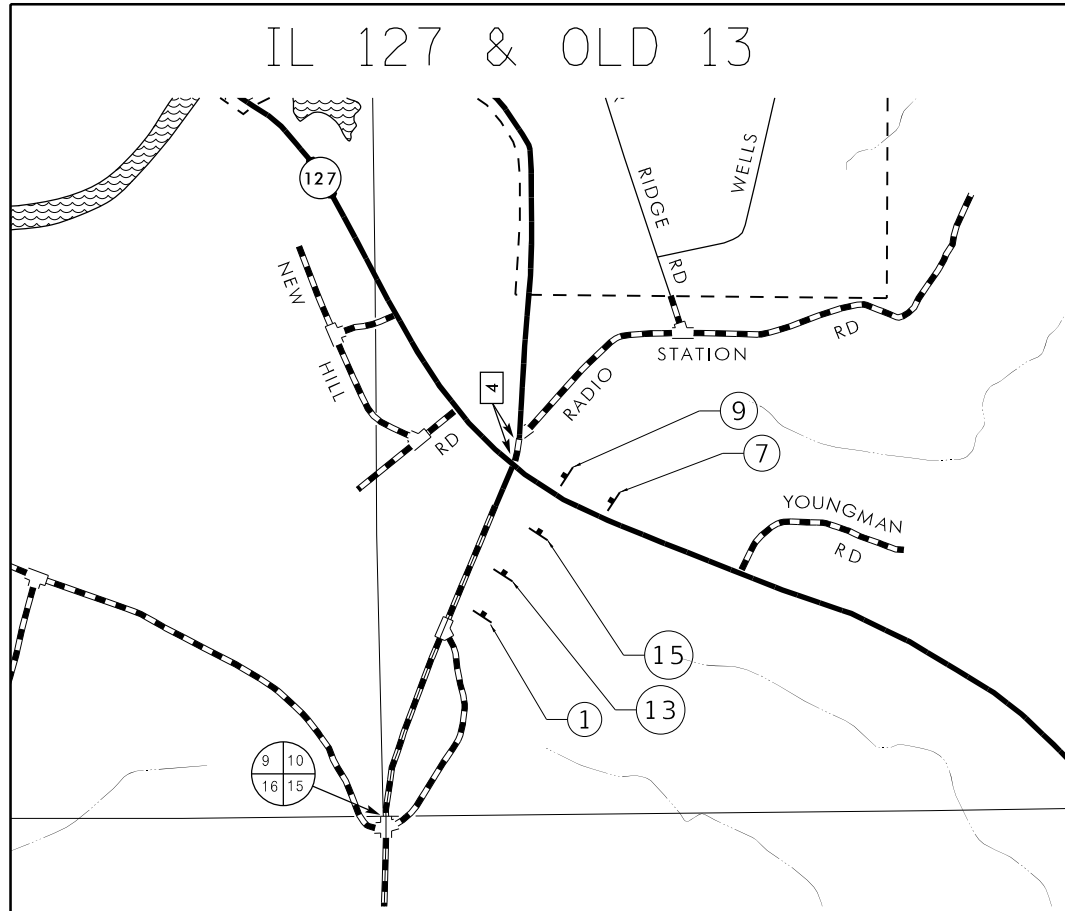 IL 127 & OLD 13
127
RIDGE
RD
WELLS
NEW
HILL
RD
STATION
RD
RADIO
4
9
7
YOUNGMAN
RD
15
13
1
9 10
16 15